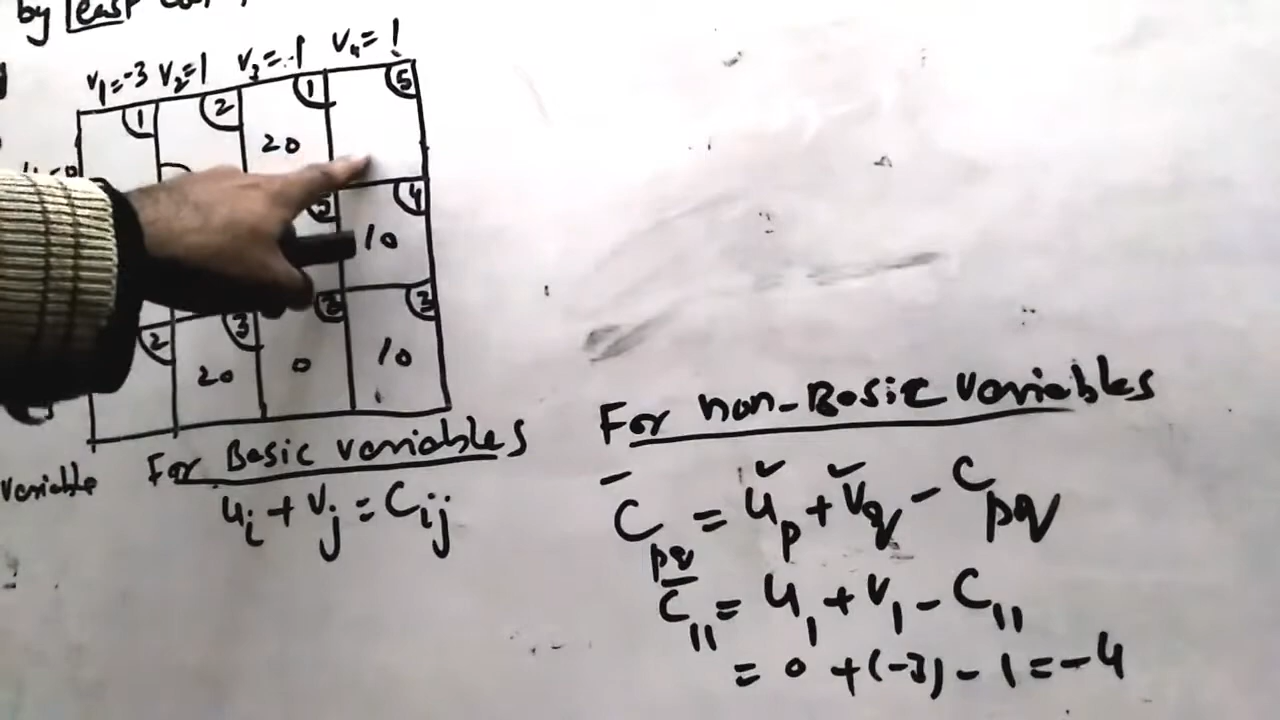 by least
v₁=-3 v₂=1 v₃=-1 v₄=1
1 2 1 5
20
4
10
2 3 2 3
20 0 10
For Basic variables
variable
uᵢ + vⱼ = Cᵢⱼ
For non-Basic variables
C̄pq = up + vq - Cpq
C̄₁₁ = u₁ + v₁ - C₁₁
= 0 + (-3) - 1 = -4